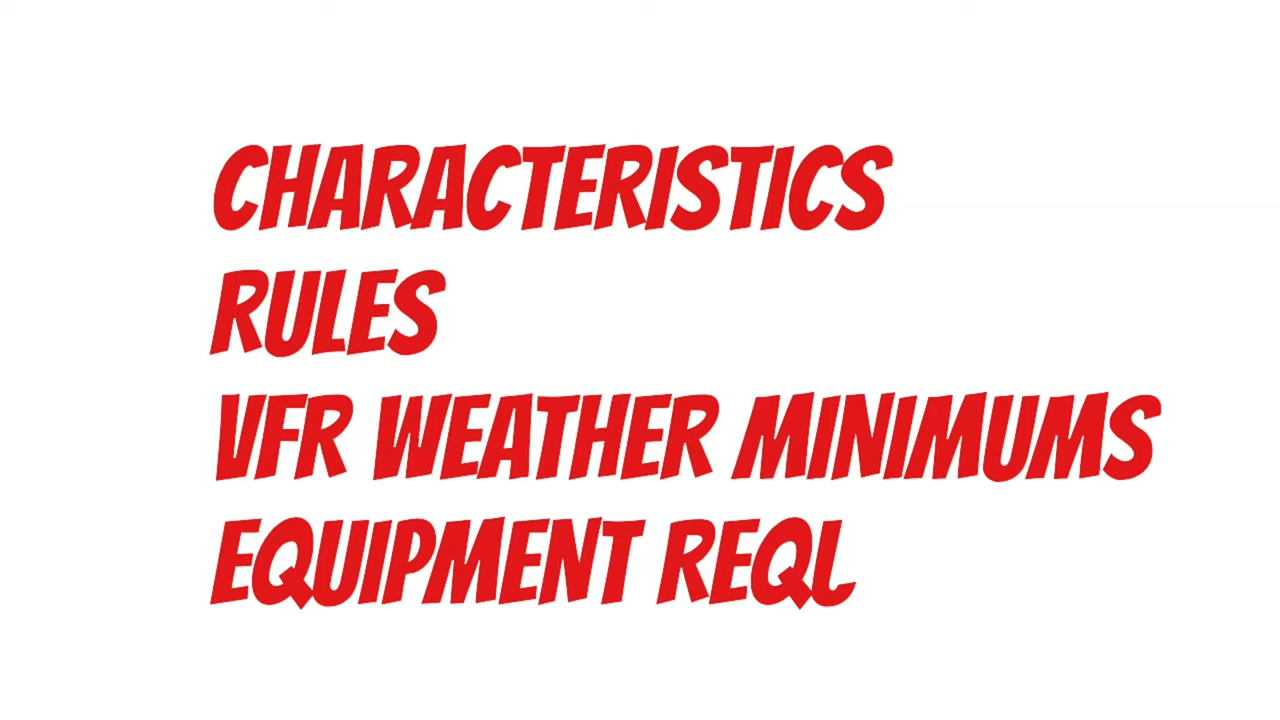 CHARACTERISTICS
RULES
VFR WEATHER MINIMUMS
EQUIPMENT REQ